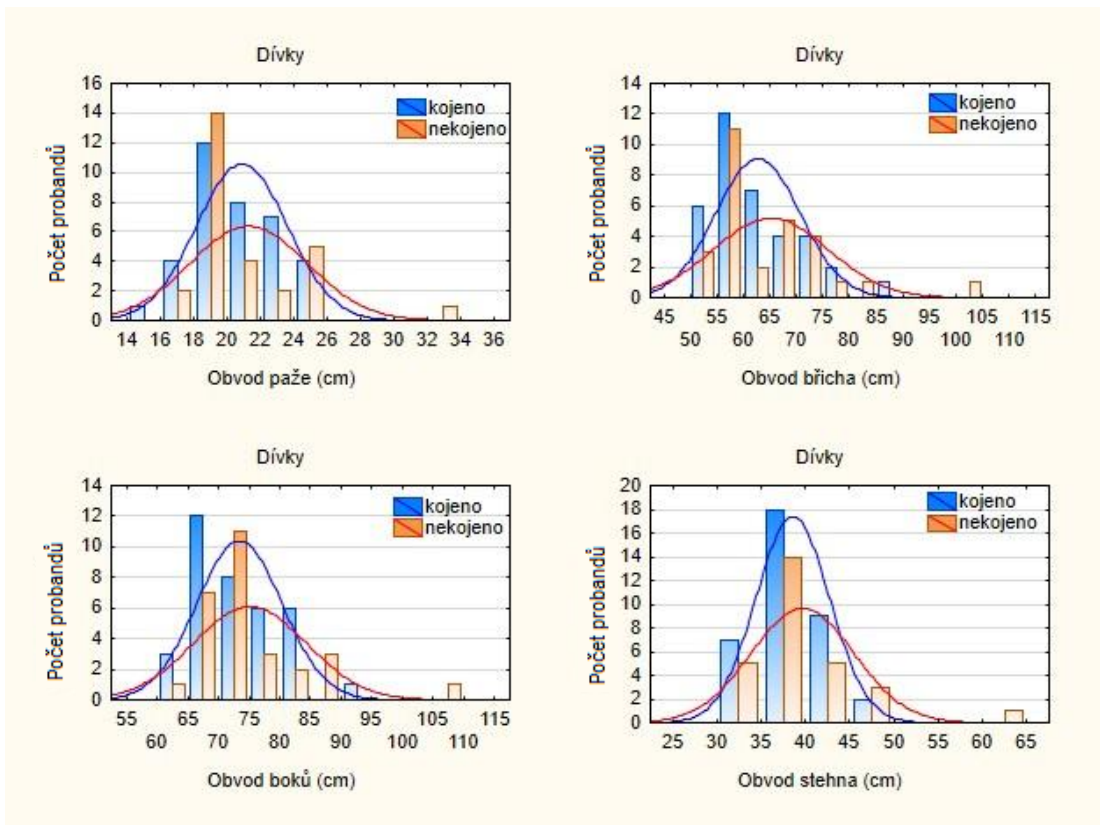 Dívky
16
14
12
10
8
6
4
2
0
kojeno
nekojeno
Počet probandů
14 16 18 20 22 24 26 28 30 32 34 36
Obvod paže (cm)
Dívky
14
12
10
8
6
4
2
0
kojeno
nekojeno
Počet probandů
45 55 65 75 85 95 105 115
50 60 70 80 90 100 110
Obvod břicha (cm)
Dívky
14
12
10
8
6
4
2
0
kojeno
nekojeno
Počet probandů
55 65 75 85 95 105 115
60 70 80 90 100 110
Obvod boků (cm)
Dívky
20
18
16
14
12
10
8
6
4
2
0
kojeno
nekojeno
Počet probandů
25 30 35 40 45 50 55 60 65
Obvod stehna (cm)